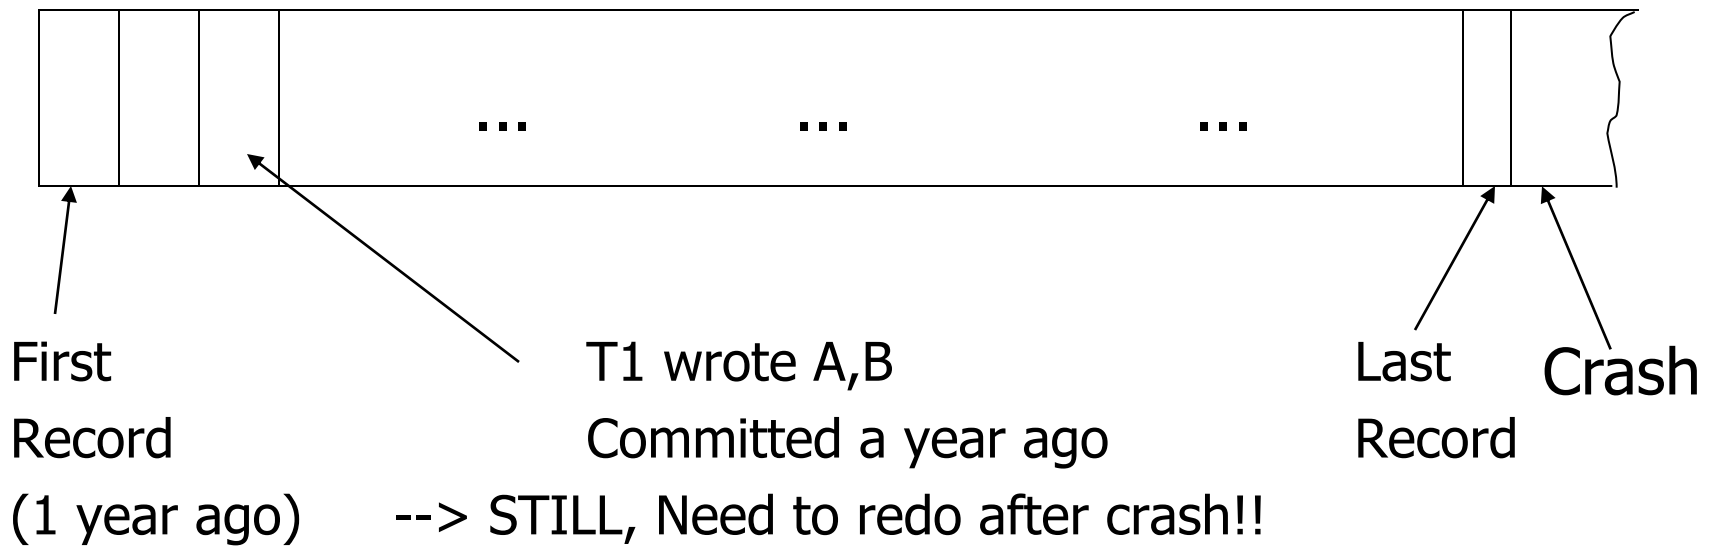 ... ... ...
First
Record
(1 year ago)
T1 wrote A,B
Committed a year ago
--> STILL, Need to redo after crash!!
Last
Record
Crash